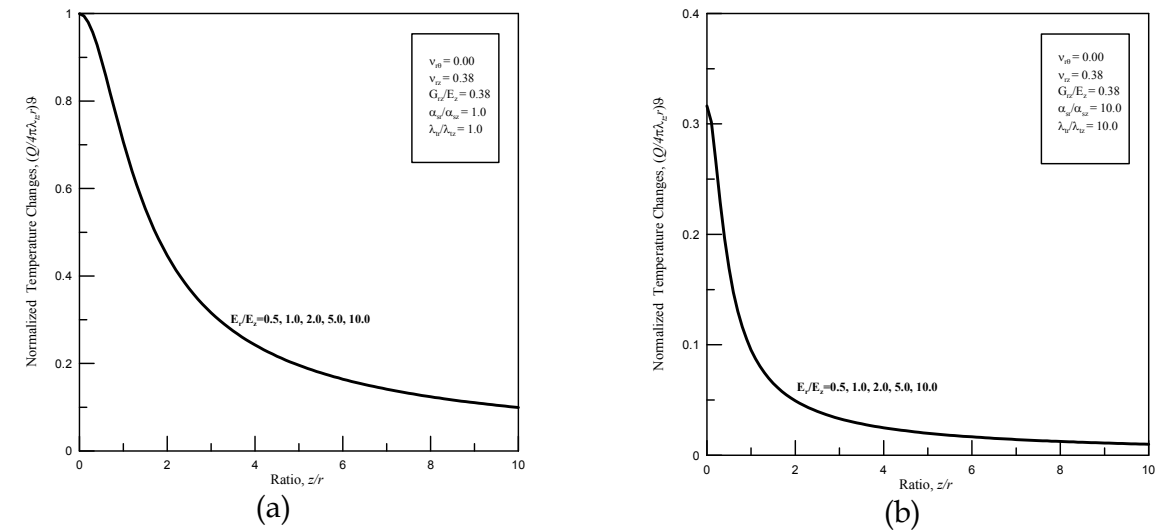 Normalized Temperature Changes, (Q/4πλₜzr)ϑ
1
0.8
0.6
0.4
0.2
0
νrθ = 0.00
νrz = 0.38
Grz/Ez = 0.38
αsr/αsz = 1.0
λtr/λtz = 1.0
Er/Ez=0.5, 1.0, 2.0, 5.0, 10.0
0 2 4 6 8 10
Ratio, z/r
(a)
Normalized Temperature Changes, (Q/4πλₜzr)ϑ
0.4
0.3
0.2
0.1
0
νrθ = 0.00
νrz = 0.38
Grz/Ez = 0.38
αsr/αsz = 10.0
λtr/λtz = 10.0
Er/Ez=0.5, 1.0, 2.0, 5.0, 10.0
0 2 4 6 8 10
Ratio, z/r
(b)